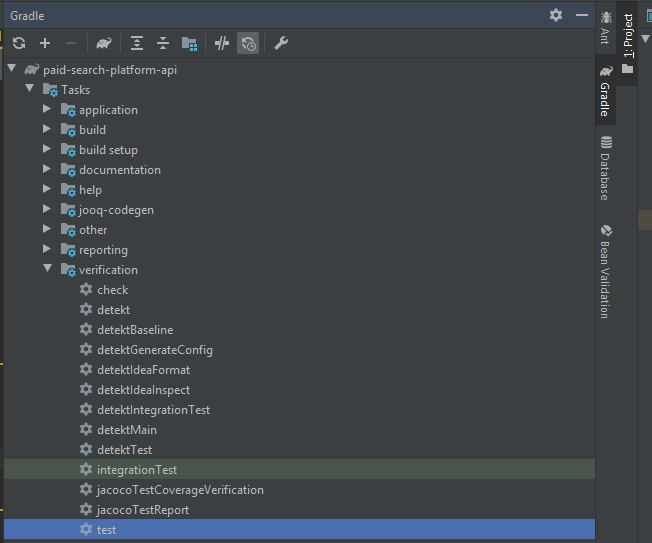 Gradle
paid-search-platform-api
Tasks
application
build
build setup
documentation
help
jooq-codegen
other
reporting
verification
check
detekt
detektBaseline
detektGenerateConfig
detektIdeaFormat
detektIdeaInspect
detektIntegrationTest
detektMain
detektTest
integrationTest
jacocoTestCoverageVerification
jacocoTestReport
test
Ant
Gradle
Database
Bean Validation
1: Project